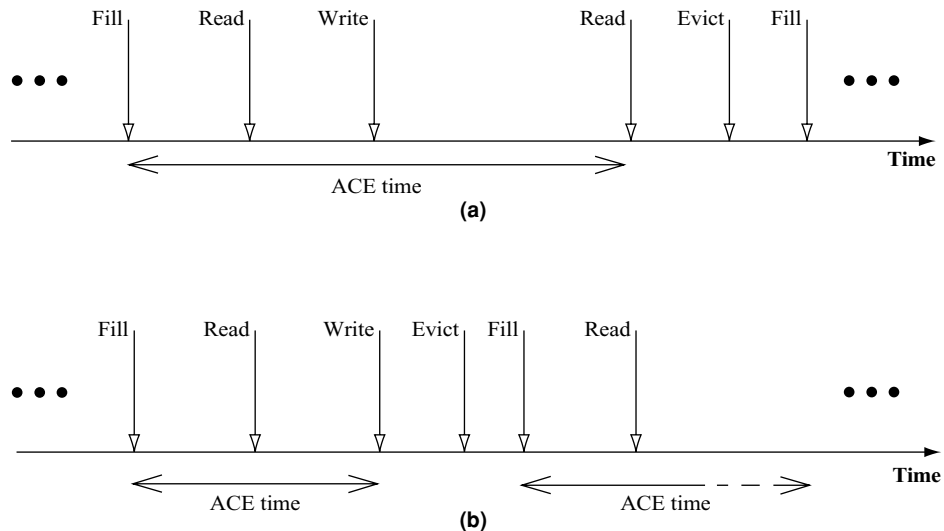 Fill Read Write Read Evict Fill
Time
ACE time
(a)
Fill Read Write Evict Fill Read
Time
ACE time ACE time
(b)